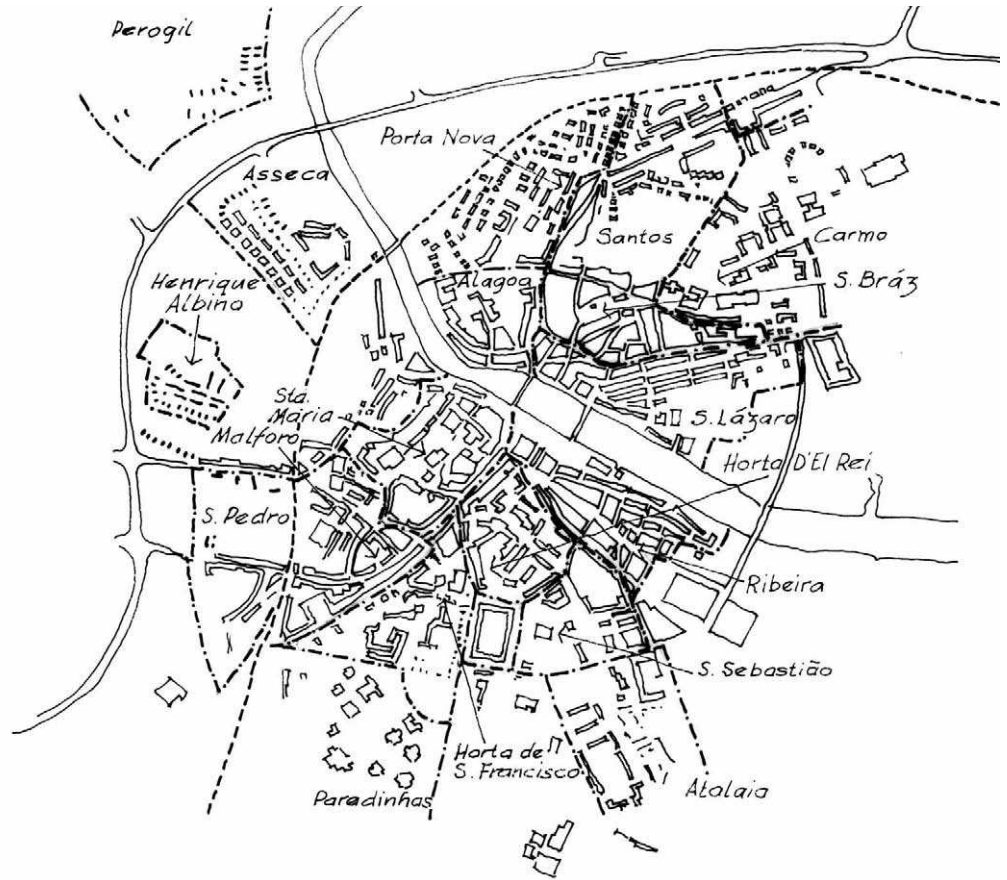 Perogil
Porta Nova
Asseca
Santos
Carmo
Alagoa
S. Bráz
Henrique
Albino
Sta.
Maria
S. Lázaro
Malforo
Horta D'El Rei
S. Pedro
Ribeira
S. Sebastião
Horta de
S. Francisco
Atalaia
Paradinhas